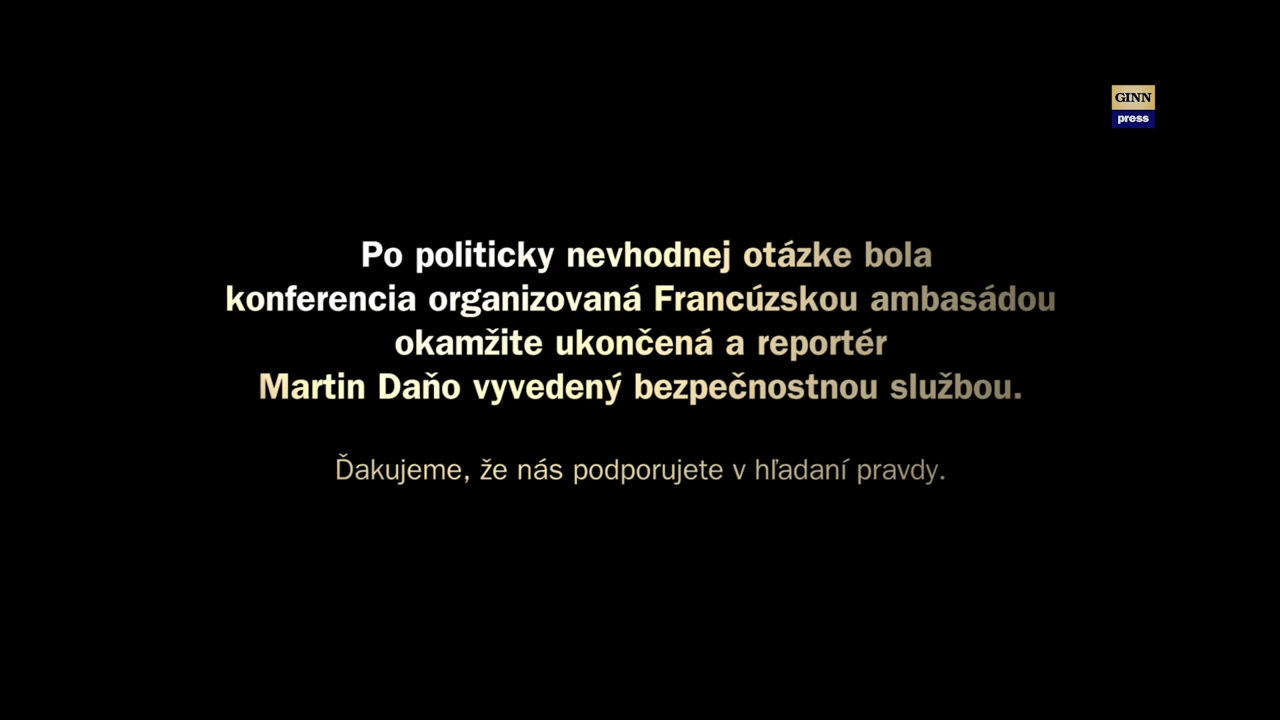 GINN
press
Po politicky nevhodnej otázke bola
konferencia organizovaná Francúzskou ambasádou
okamžite ukončená a reportér
Martin Daňo vyvedený bezpečnostnou službou.
Ďakujeme, že nás podporujete v hľadaní pravdy.